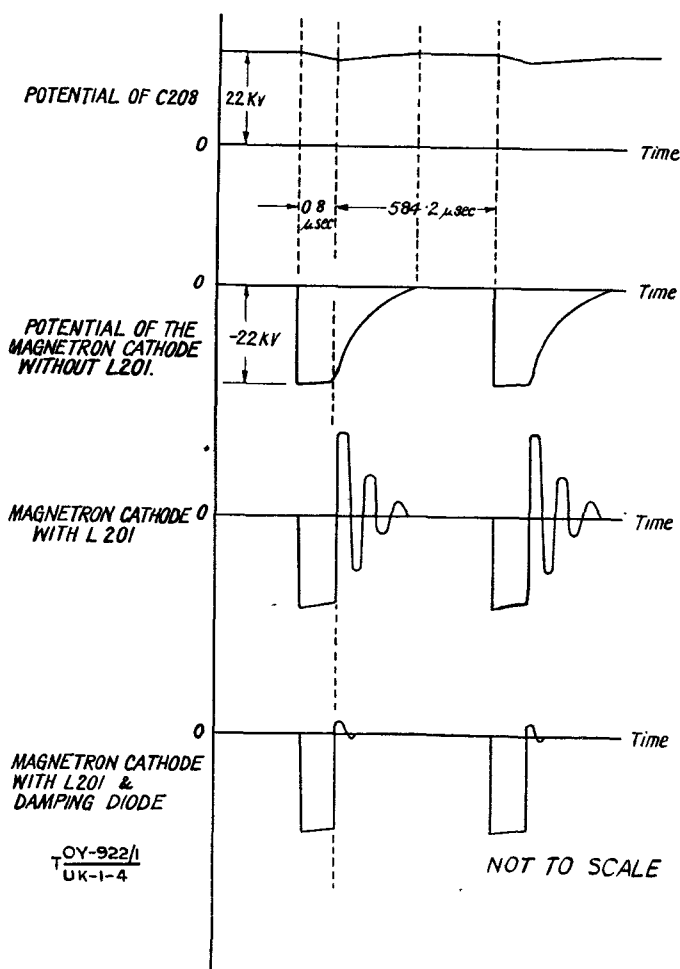 POTENTIAL OF C208
22 KV
0
Time
0.8
μsec
584.2 μsec
0
Time
POTENTIAL OF THE
MAGNETRON CATHODE
WITHOUT L201.
-22 KV
MAGNETRON CATHODE
WITH L 201
0
Time
0
Time
MAGNETRON CATHODE
WITH L201 &
DAMPING DIODE
T OY-922/1
UK-1-4
NOT TO SCALE